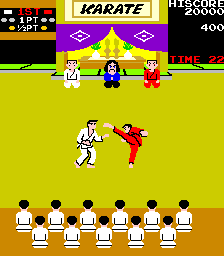 1ST
1PT
½PT
KARATE
HISCORE
20000
400
TIME 22